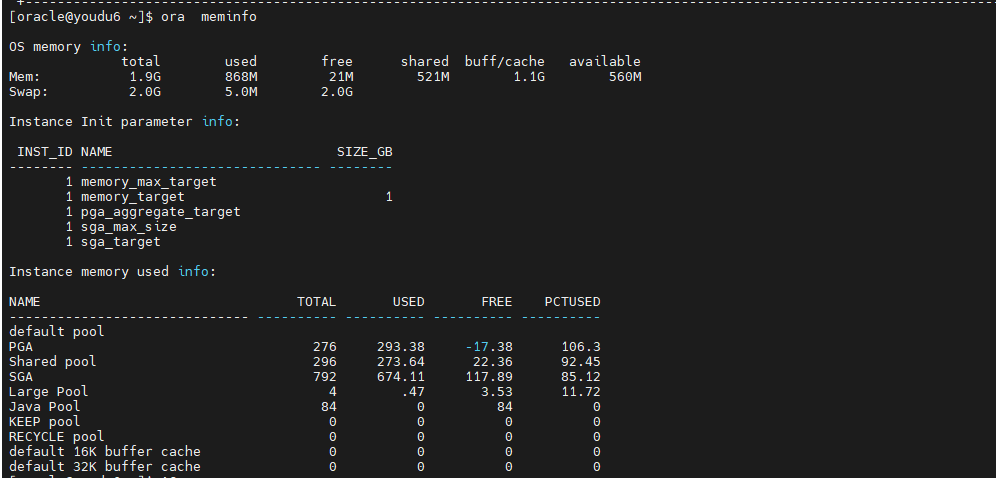 [oracle@youdu6 ~]$ ora  meminfo
OS memory info:
              total        used        free      shared  buff/cache   available
Mem:           1.9G        868M         21M        521M        1.1G        560M
Swap:          2.0G        5.0M        2.0G
Instance Init parameter info:
 INST_ID NAME                            SIZE_GB
-------- ------------------------------ --------
       1 memory_max_target
       1 memory_target                         1
       1 pga_aggregate_target
       1 sga_max_size
       1 sga_target
Instance memory used info:
NAME                                TOTAL       USED       FREE    PCTUSED
------------------------------ ---------- ---------- ---------- ----------
default pool
PGA                                   276     293.38     -17.38      106.3
Shared pool                           296     273.64      22.36      92.45
SGA                                   792     674.11     117.89      85.12
Large Pool                              4        .47       3.53      11.72
Java Pool                              84          0         84          0
KEEP pool                               0          0          0          0
RECYCLE pool                            0          0          0          0
default 16K buffer cache                0          0          0          0
default 32K buffer cache                0          0          0          0